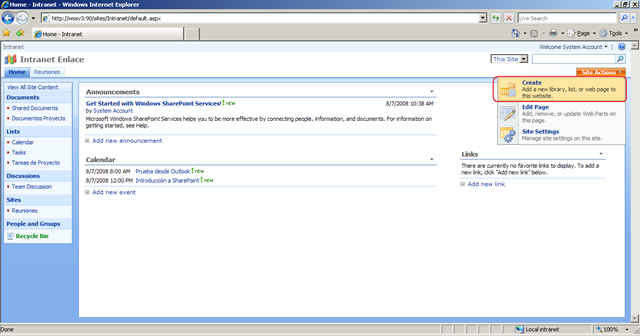 Home - Intranet - Windows Internet Explorer
http://wssv3:90/sites/Intranet/default.aspx
Live Search
Home - Intranet
Page
Tools
Intranet
Welcome System Account
Intranet Enlace
This Site
Home
Reuniones
Site Actions
View All Site Content
Documents
Shared Documents
Documentos Proyecto
Lists
Calendar
Tasks
Tareas de Proyecto
Discussions
Team Discussion
Sites
Reuniones
People and Groups
Recycle Bin
Announcements
Get Started with Windows SharePoint Services! ! NEW
8/7/2008 10:38 AM
by System Account
Microsoft Windows SharePoint Services helps you to be more effective by connecting people, information, and documents. For information on
getting started, see Help.
Add new announcement
Calendar
8/7/2008 8:00 AM Prueba desde Outlook ! NEW
8/7/2008 12:00 PM Introducción a SharePoint ! NEW
Add new event
Create
Add a new library, list, or web page to
this website.
Edit Page
Add, remove, or update Web Parts on
this page.
Site Settings
Manage site settings on this site.
Links
There are currently no favorite links to display. To add a
new link, click "Add new link" below.
Add new link
Done
Local intranet
100%